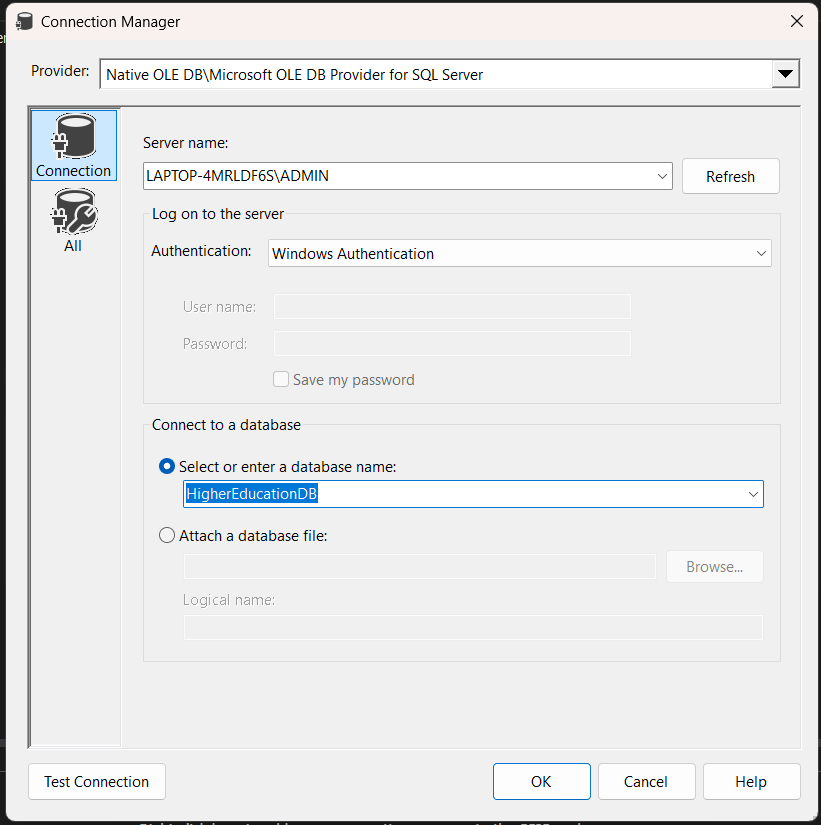 Connection Manager
Provider: Native OLE DB\Microsoft OLE DB Provider for SQL Server
Connection
All
Server name:
LAPTOP-4MRLDF6S\ADMIN
Refresh
Log on to the server
Authentication: Windows Authentication
User name:
Password:
Save my password
Connect to a database
Select or enter a database name:
HigherEducationDB
Attach a database file:
Browse...
Logical name:
Test Connection
OK
Cancel
Help